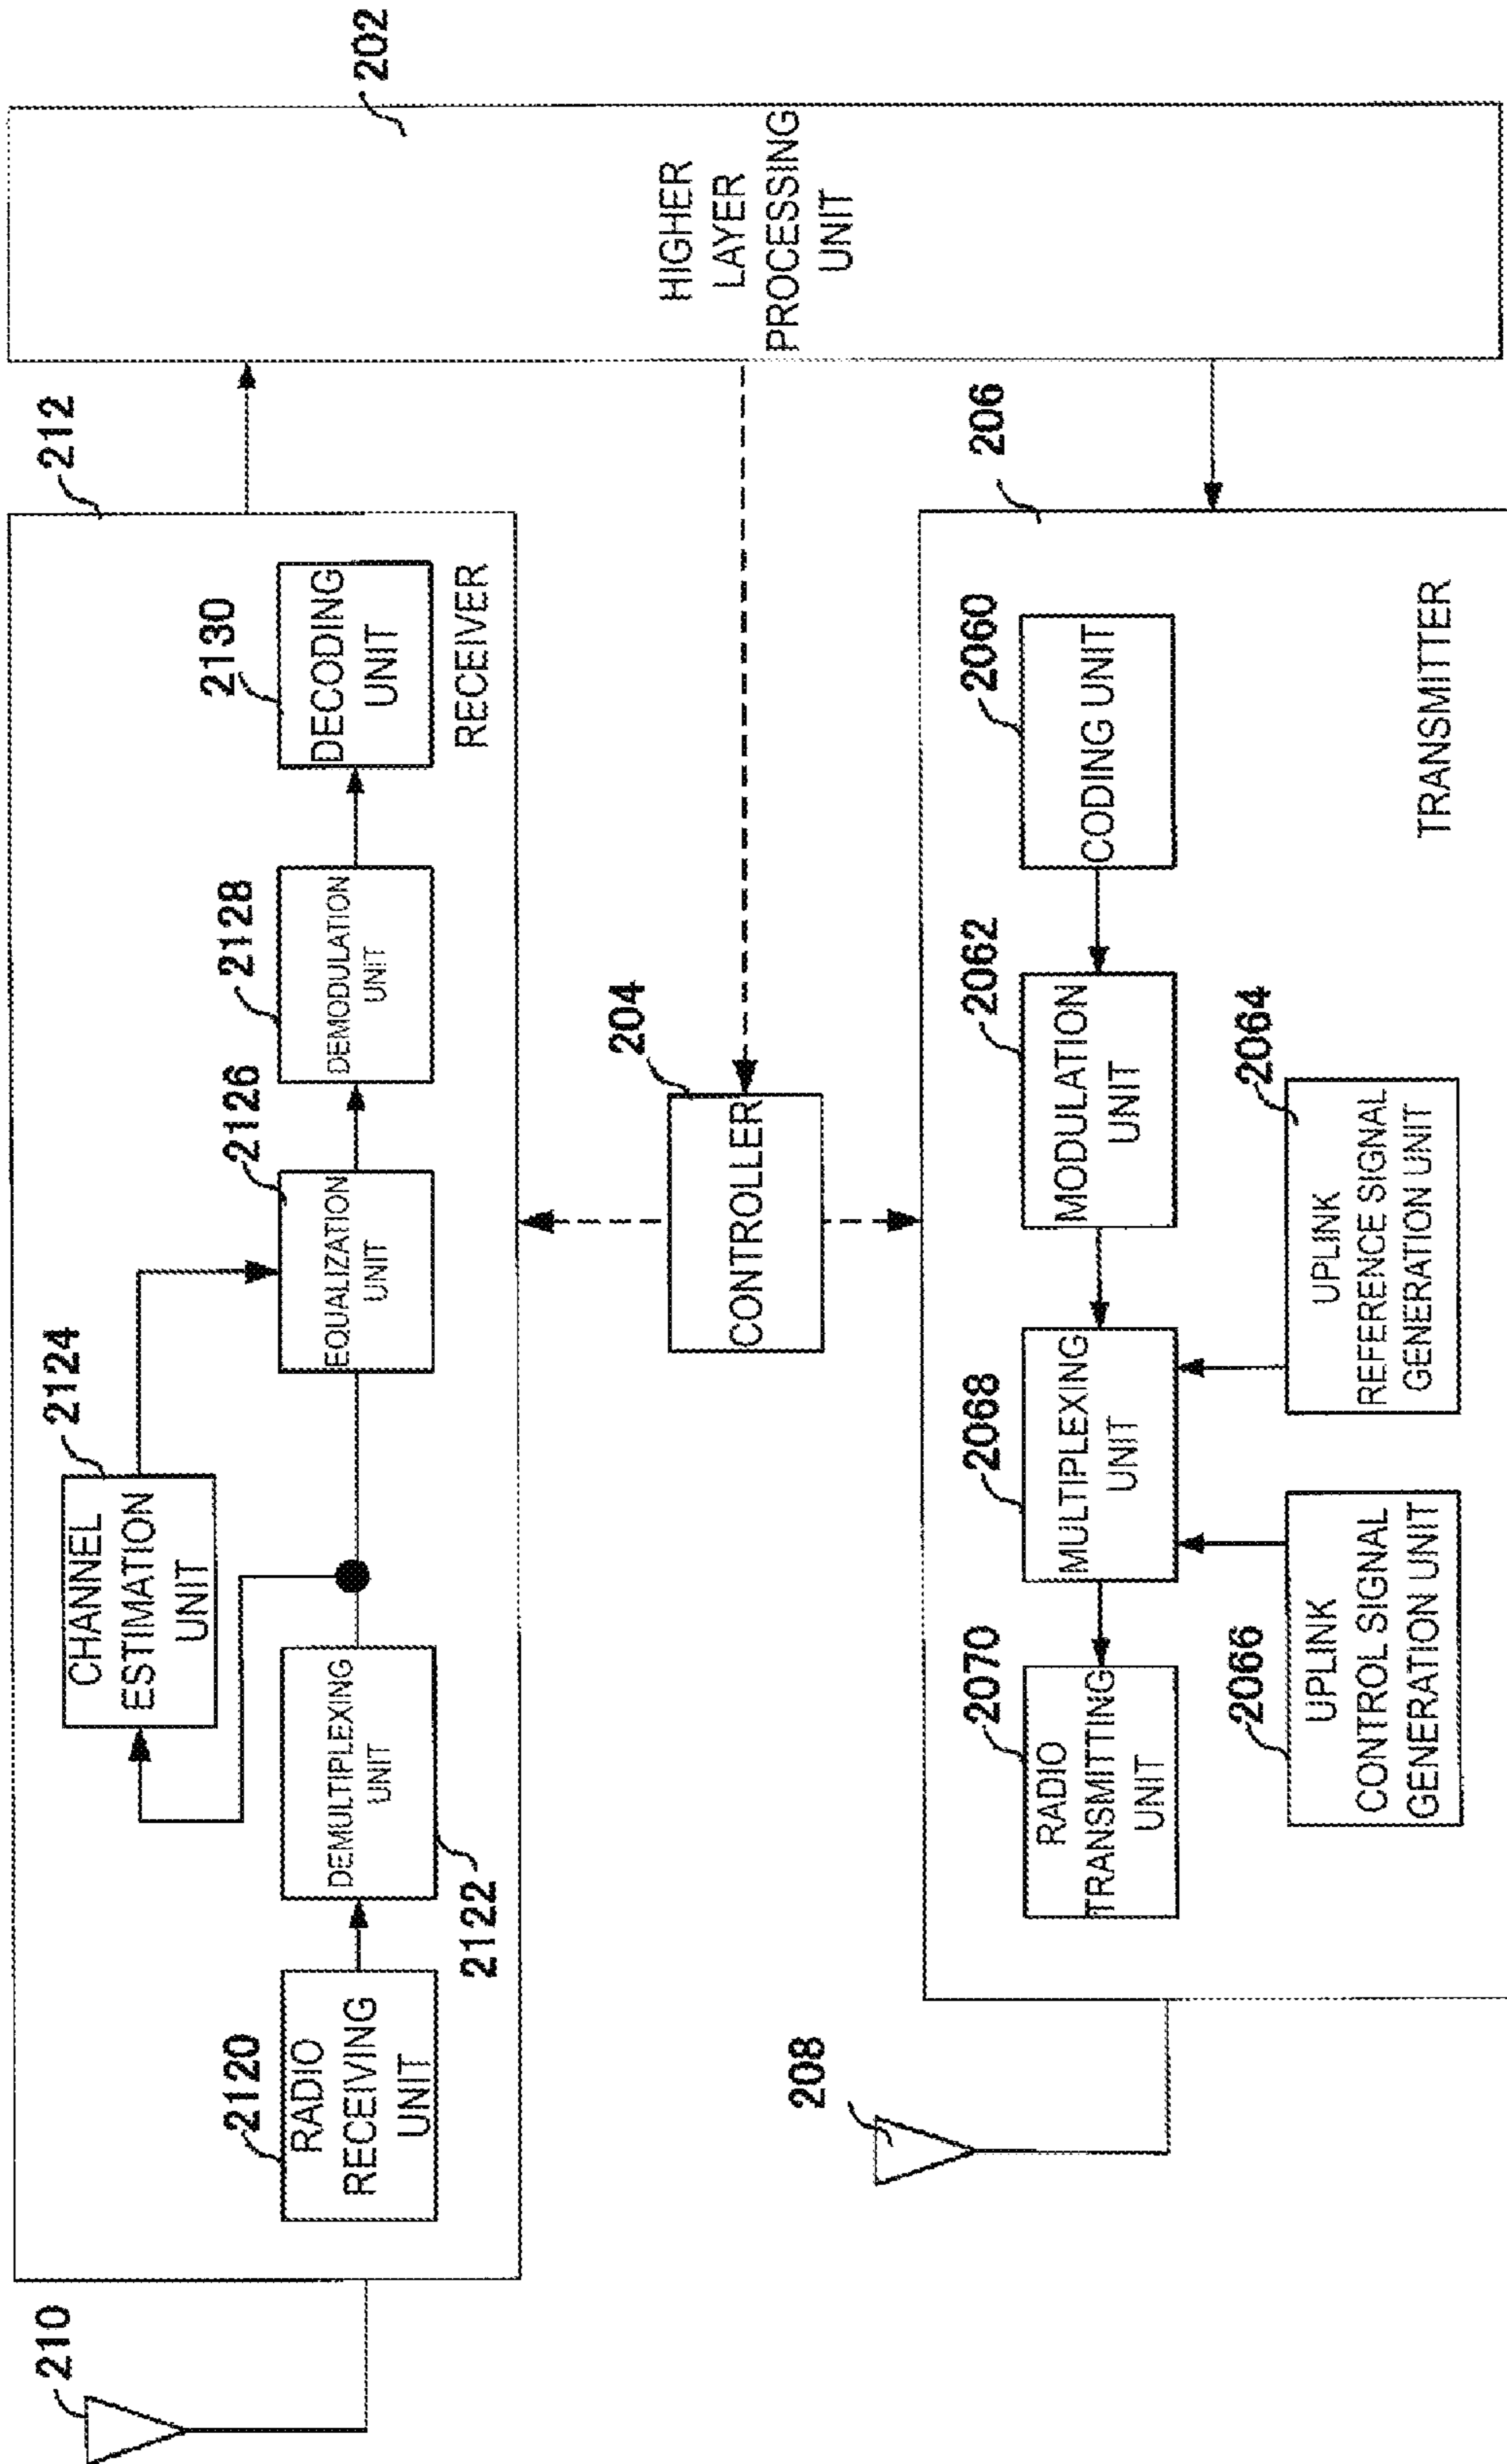 210
212
202
2120
RADIO
RECEIVING
UNIT
2122
DEMULTIPLEXING
UNIT
2124
CHANNEL
ESTIMATION
UNIT
2126
EQUALIZATION
UNIT
2128
DEMODULATION
UNIT
2130
DECODING
UNIT
RECEIVER
HIGHER
LAYER
PROCESSING
UNIT
204
CONTROLLER
208
206
2070
RADIO
TRANSMITTING
UNIT
2068
MULTIPLEXING
UNIT
2062
MODULATION
UNIT
2060
CODING UNIT
2066
UPLINK
CONTROL SIGNAL
GENERATION UNIT
2064
UPLINK
REFERENCE SIGNAL
GENERATION UNIT
TRANSMITTER